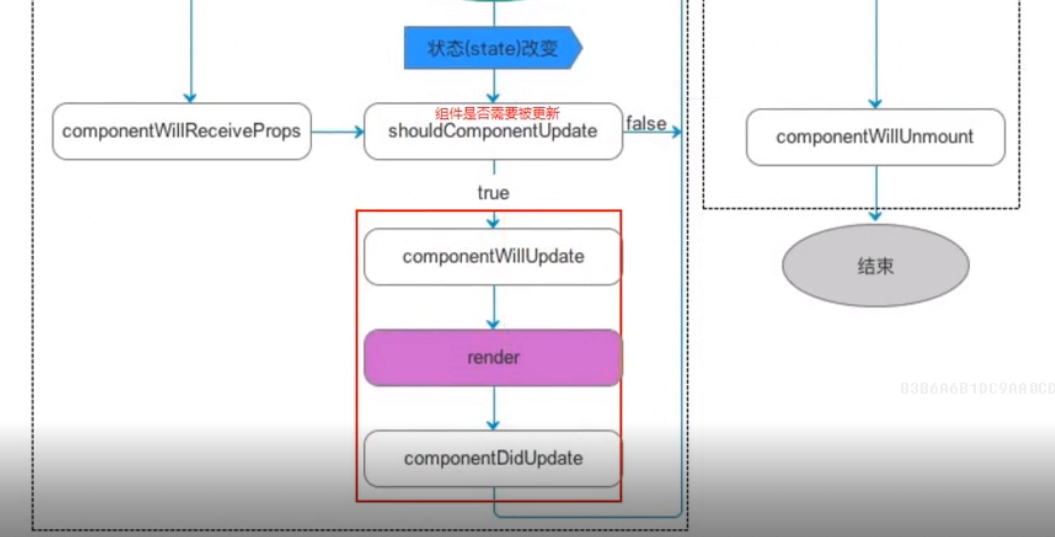 状态(state)改变
组件是否需要被更新
componentWillReceiveProps
shouldComponentUpdate
false
componentWillUnmount
true
componentWillUpdate
结束
render
componentDidUpdate